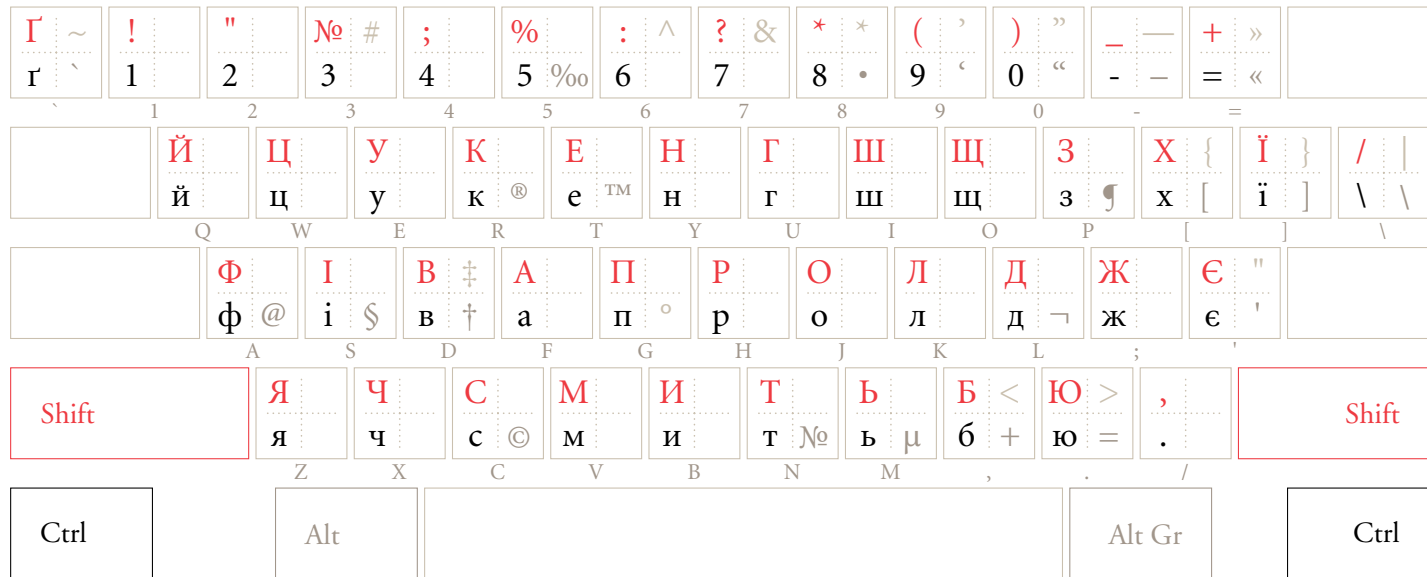 Ґ ~ ! " № # ; % : ^ ? & * * ( ’ ) ” _ — + »
ґ ` 1 2 3 4 5 ‰ 6 7 8 • 9 ‘ 0 “ - – = «
` 1 2 3 4 5 6 7 8 9 0 - =
Й Ц У К Е Н Г Ш Щ З Х { Ї } / |
й ц у к ® е ™ н г ш щ з ¶ х [ ї ] \ \
Q W E R T Y U I O P [ ] \
Ф І В ‡ А П Р О Л Д Ж Є "
ф @ і § в † а п ° р о л д ¬ ж є '
A S D F G H J K L ; '
Shift Я Ч С М И Т Ь Б < Ю > , Shift
я ч с © м и т № ь µ б + ю = .
Z X C V B N M , . /
Ctrl Alt Alt Gr Ctrl